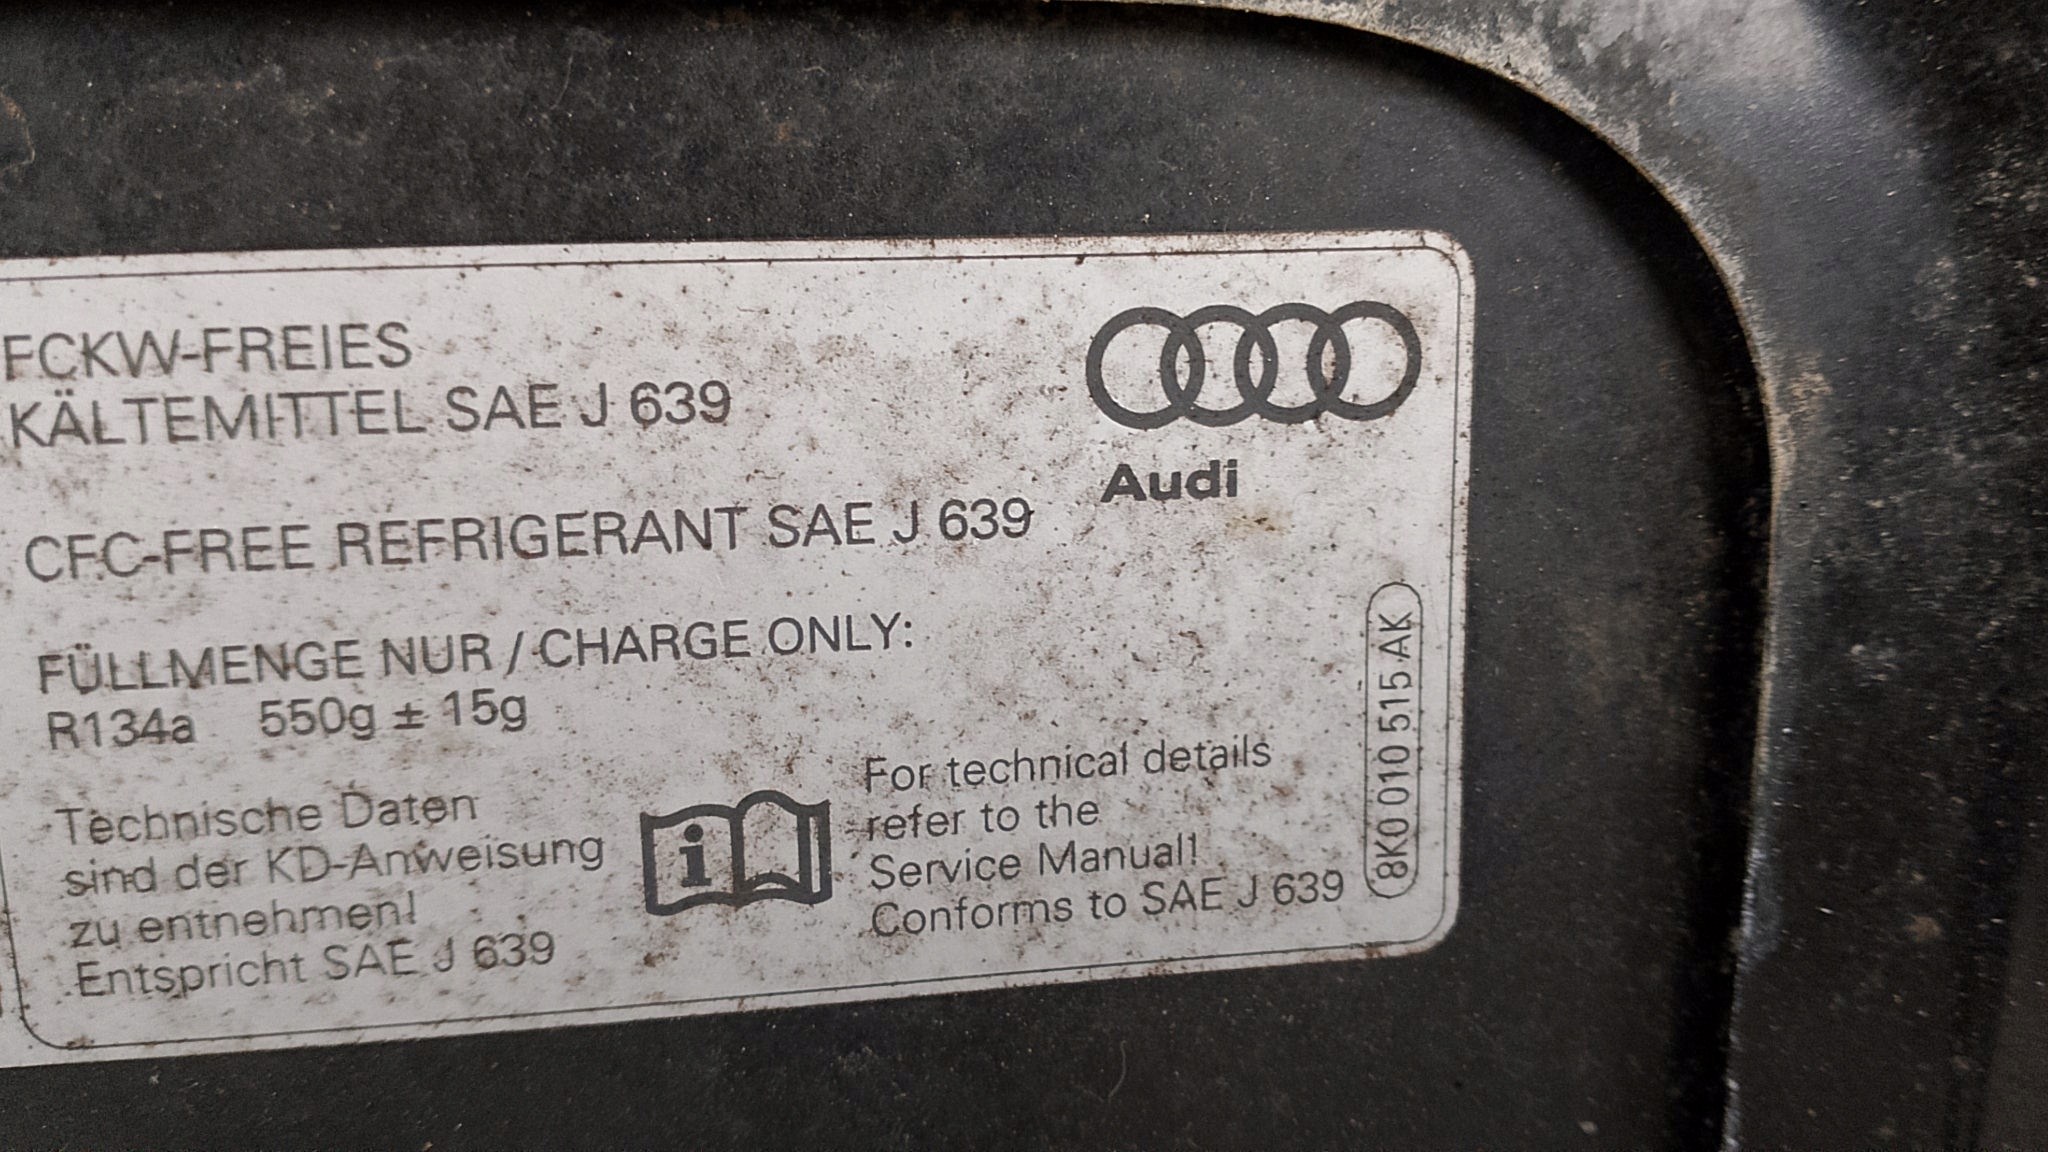 FCKW-FREIES
KÄLTEMITTEL SAE J 639
Audi
CFC-FREE REFRIGERANT SAE J 639
FÜLLMENGE NUR / CHARGE ONLY:
R134a 550g ± 15g
Technische Daten
sind der KD-Anweisung
zu entnehmen!
Entspricht SAE J 639
i
For technical details
refer to the
Service Manual!
Conforms to SAE J 639
8K0 010 515 AK